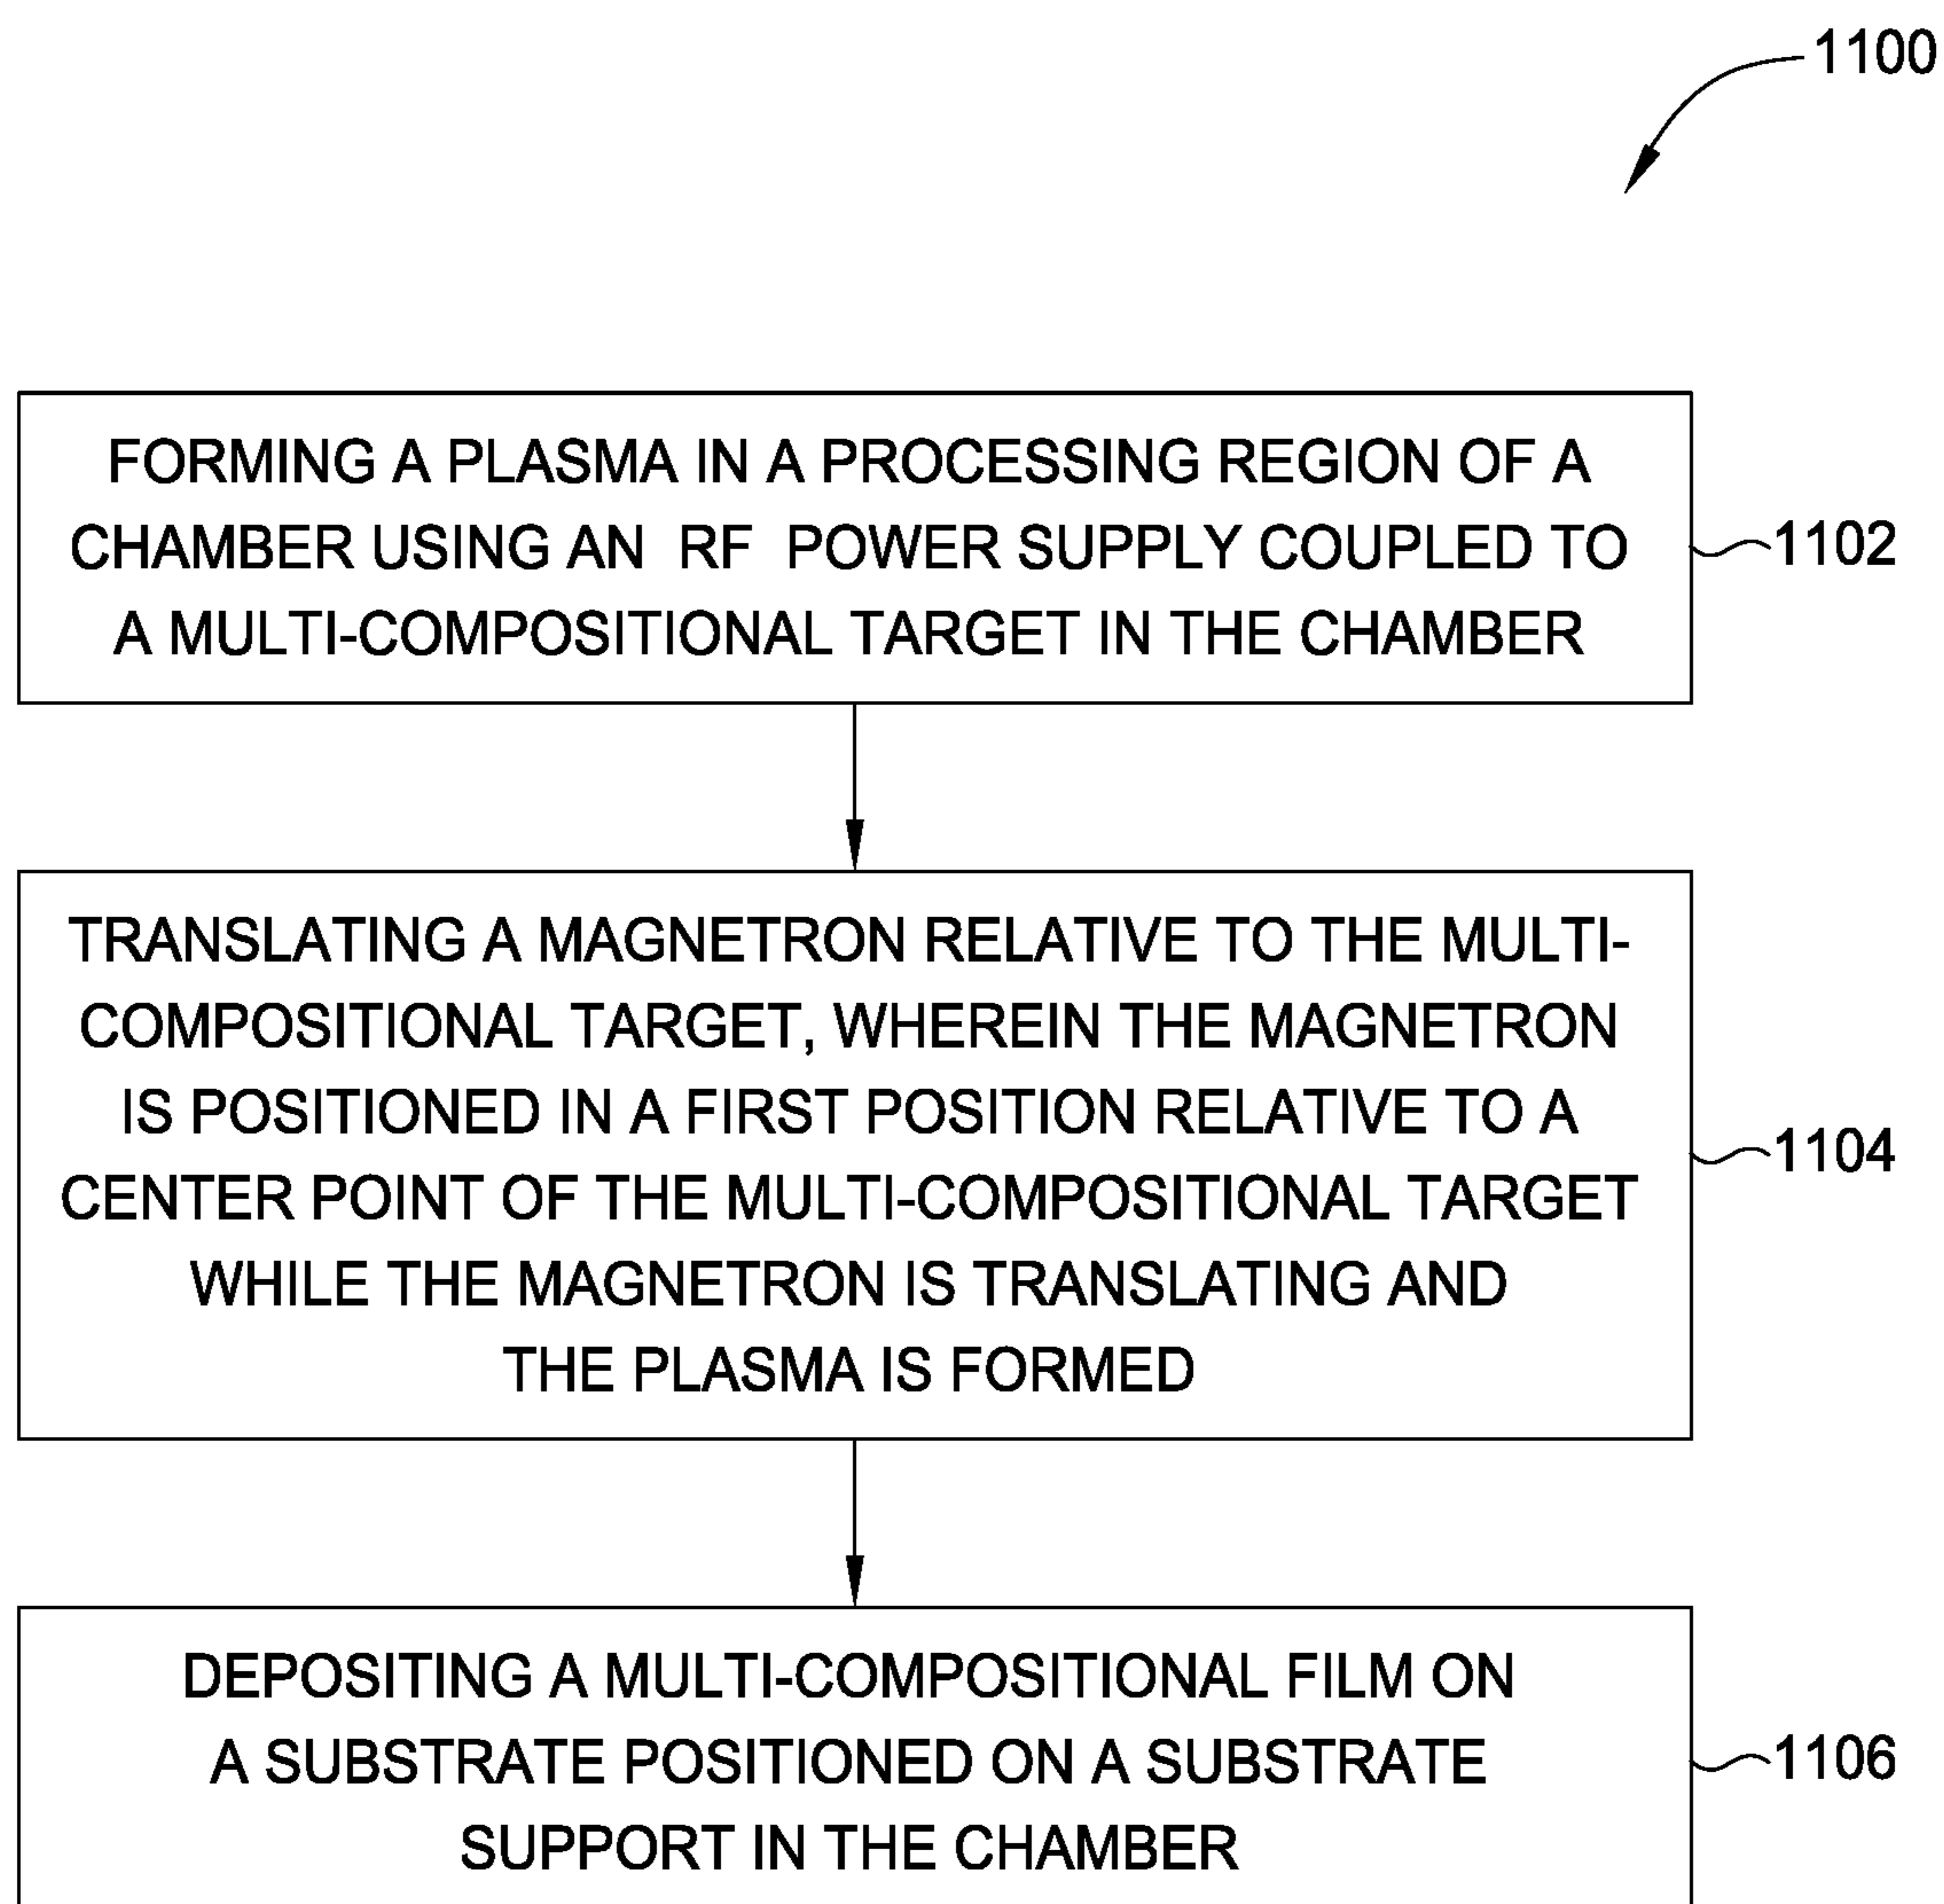 1100
FORMING A PLASMA IN A PROCESSING REGION OF A
CHAMBER USING AN RF POWER SUPPLY COUPLED TO
A MULTI-COMPOSITIONAL TARGET IN THE CHAMBER
1102
TRANSLATING A MAGNETRON RELATIVE TO THE MULTI-
COMPOSITIONAL TARGET, WHEREIN THE MAGNETRON
IS POSITIONED IN A FIRST POSITION RELATIVE TO A
CENTER POINT OF THE MULTI-COMPOSITIONAL TARGET
WHILE THE MAGNETRON IS TRANSLATING AND
THE PLASMA IS FORMED
1104
DEPOSITING A MULTI-COMPOSITIONAL FILM ON
A SUBSTRATE POSITIONED ON A SUBSTRATE
SUPPORT IN THE CHAMBER
1106